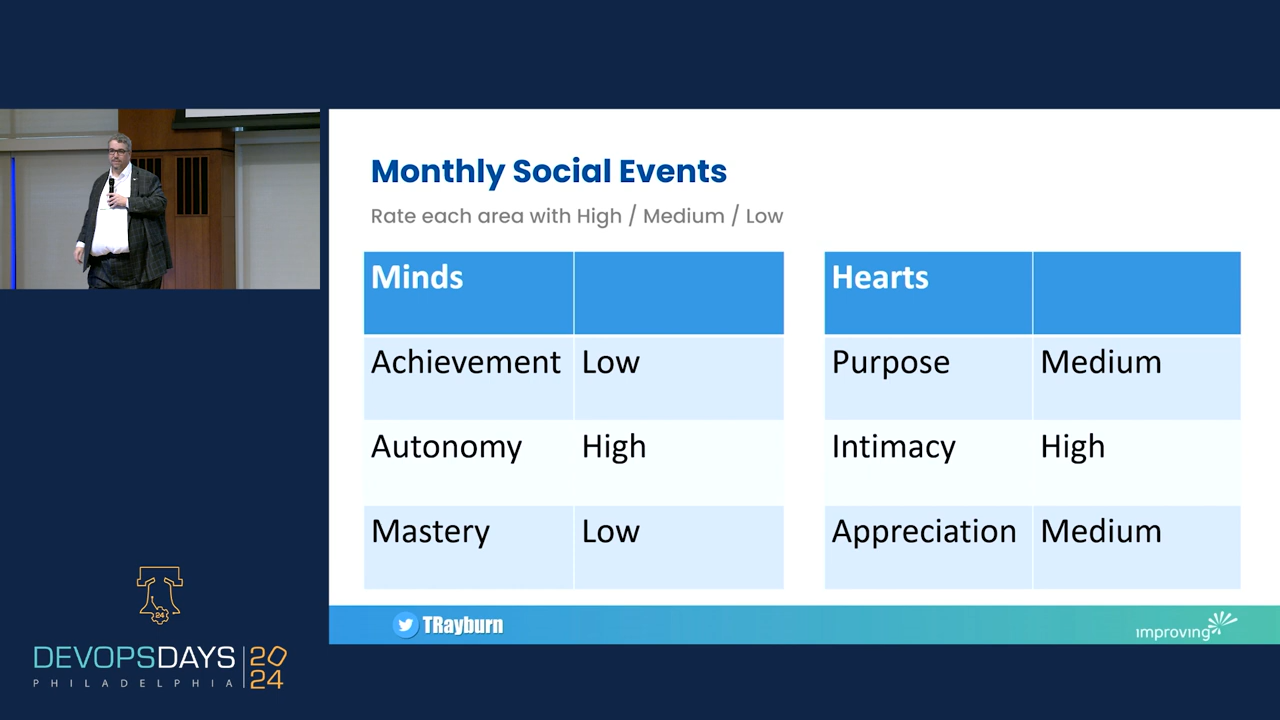 Monthly Social Events
Rate each area with High / Medium / Low
Minds
Achievement Low
Autonomy High
Mastery Low
Hearts
Purpose Medium
Intimacy High
Appreciation Medium
TRayburn
improving
24
DEVOPSDAYS 2024
PHILADELPHIA